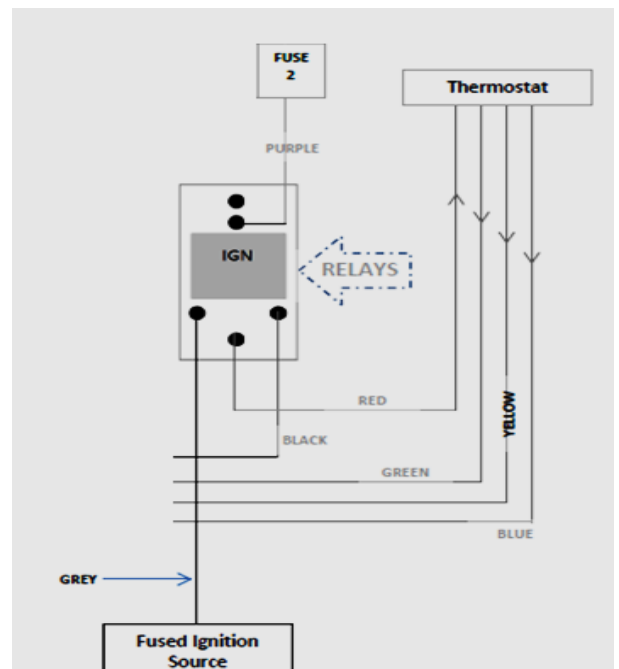 FUSE
2
Thermostat
PURPLE
IGN
RELAYS
RED
YELLOW
BLACK
GREEN
BLUE
GREY
Fused Ignition
Source